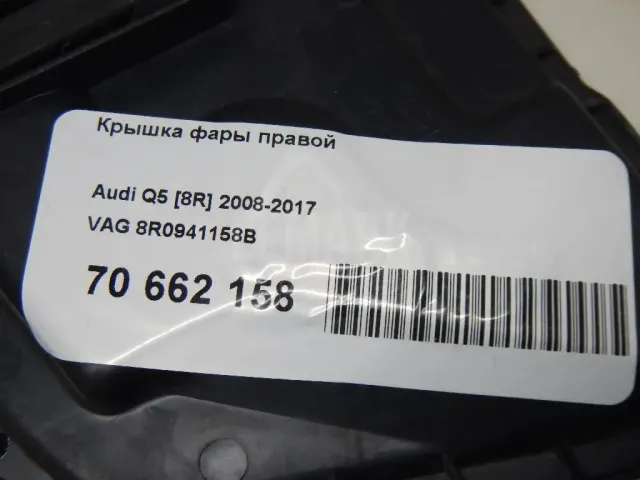 Крышка фары правой
Audi Q5 [8R] 2008-2017
VAG 8R0941158B
70 662 158